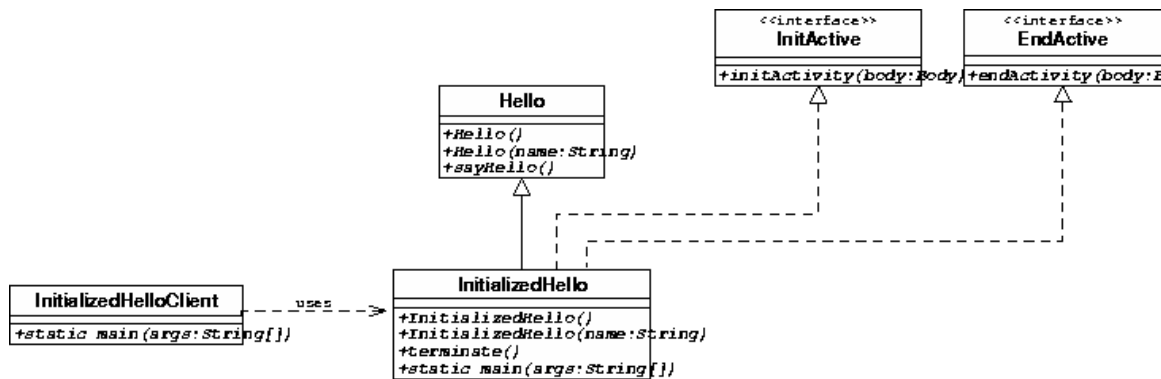 <<interface>>
InitActive
+initActivity(body:Body)
<<interface>>
EndActive
+endActivity(body:B
Hello
+Hello()
+Hello(name:String)
+sayHello()
InitializedHelloClient
+static main(args:String[])
uses
InitializedHello
+InitializedHello()
+InitializedHello(name:String)
+terminate()
+static main(args:String[])